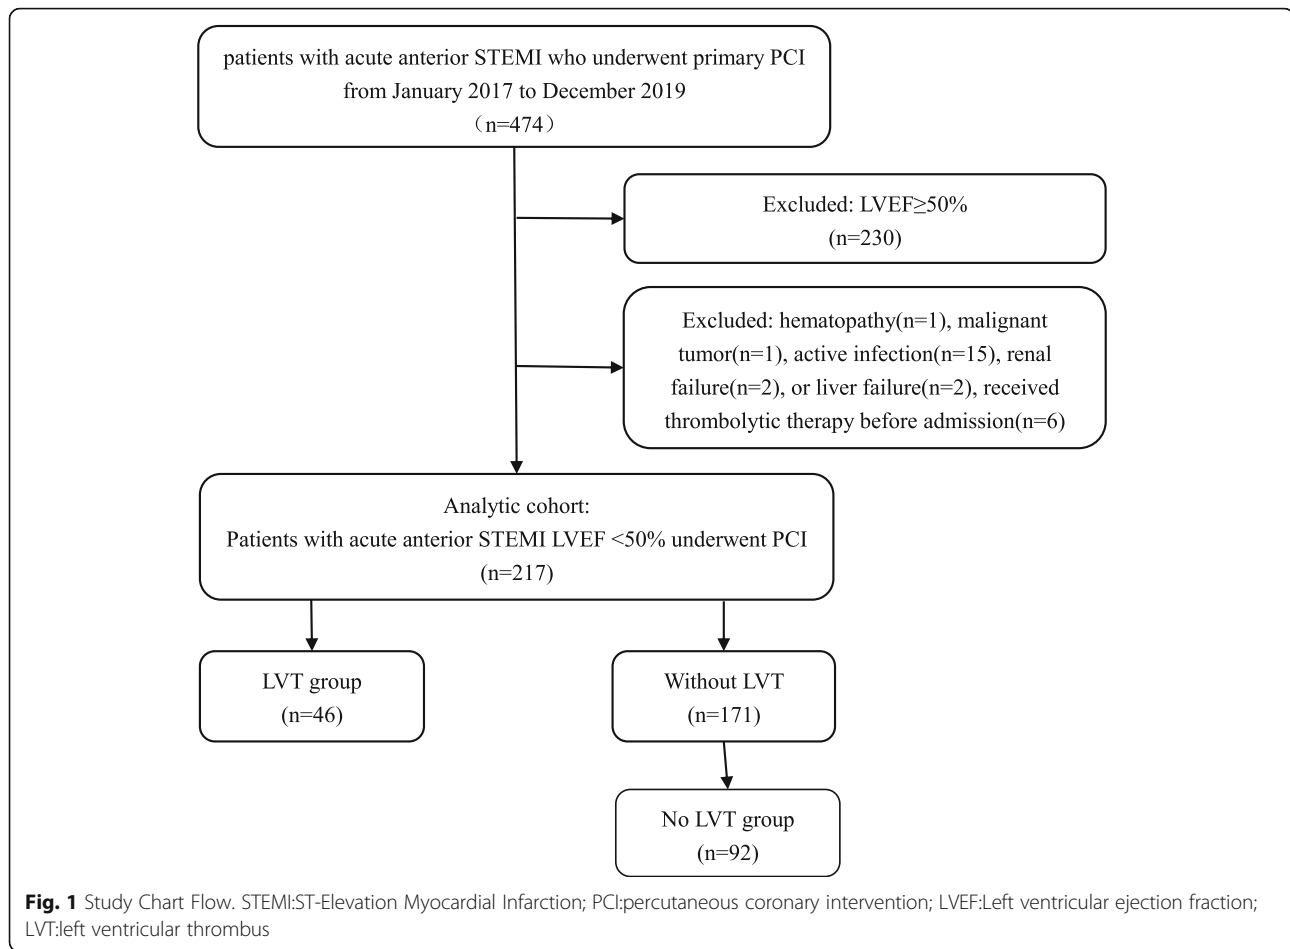 patients with acute anterior STEMI who underwent primary PCI
from January 2017 to December 2019
（n=474）
Excluded: LVEF≥50%
(n=230)
Excluded: hematopathy(n=1), malignant
tumor(n=1), active infection(n=15), renal
failure(n=2), or liver failure(n=2), received
thrombolytic therapy before admission(n=6)
Analytic cohort:
Patients with acute anterior STEMI LVEF <50% underwent PCI
(n=217)
LVT group
(n=46)
Without LVT
(n=171)
No LVT group
(n=92)
Fig. 1 Study Chart Flow. STEMI:ST-Elevation Myocardial Infarction; PCI:percutaneous coronary intervention; LVEF:Left ventricular ejection fraction;
LVT:left ventricular thrombus